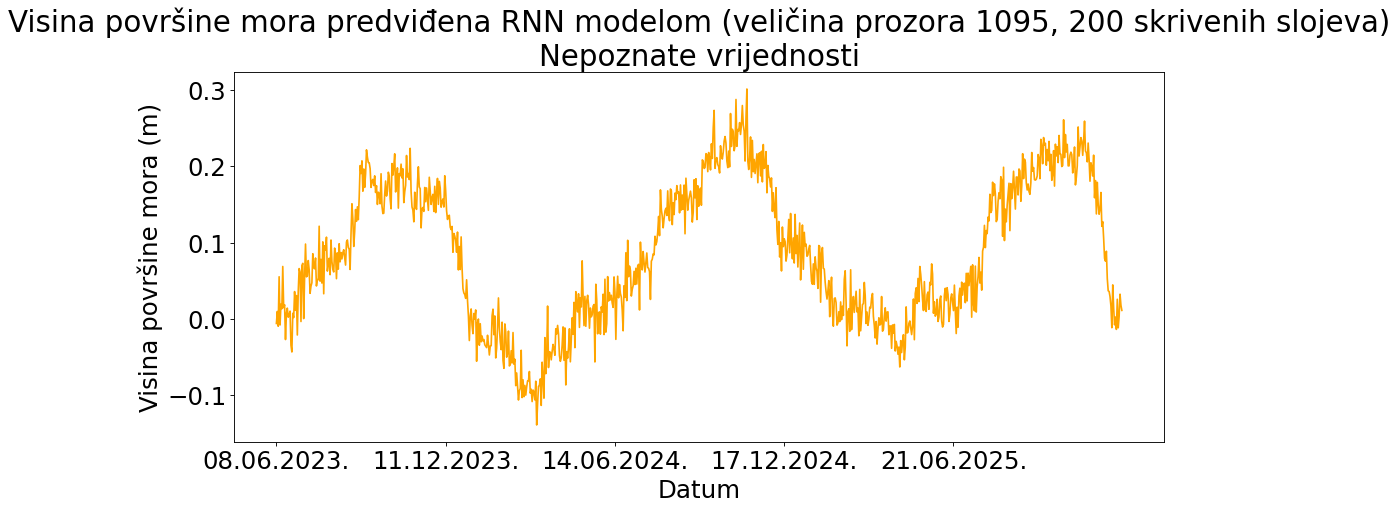 Visina površine mora predviđena RNN modelom (veličina prozora 1095, 200 skrivenih slojeva)
Nepoznate vrijednosti
Visina površine mora (m)
0.3
0.2
0.1
0.0
−0.1
08.06.2023. 11.12.2023. 14.06.2024. 17.12.2024. 21.06.2025.
Datum